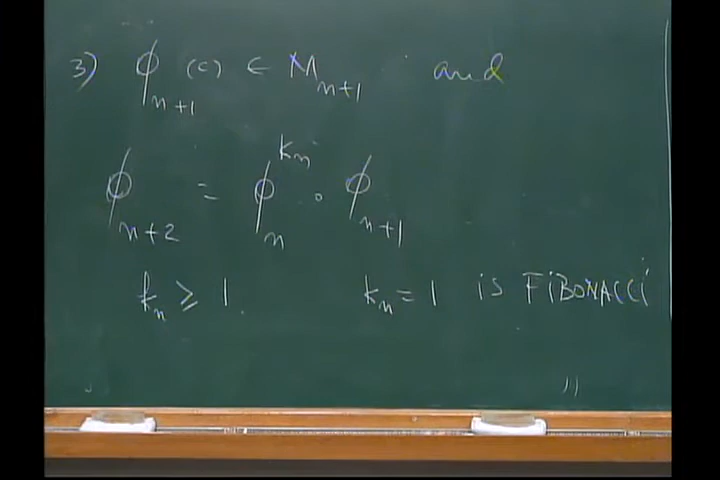 3) ϕ_{n+1}(c) ∈ M_{n+1} and
ϕ_{n+2} = ϕ_n^{k_n} ∘ ϕ_{n+1}
k_n ≥ 1. k_n = 1 is FIBONACCI